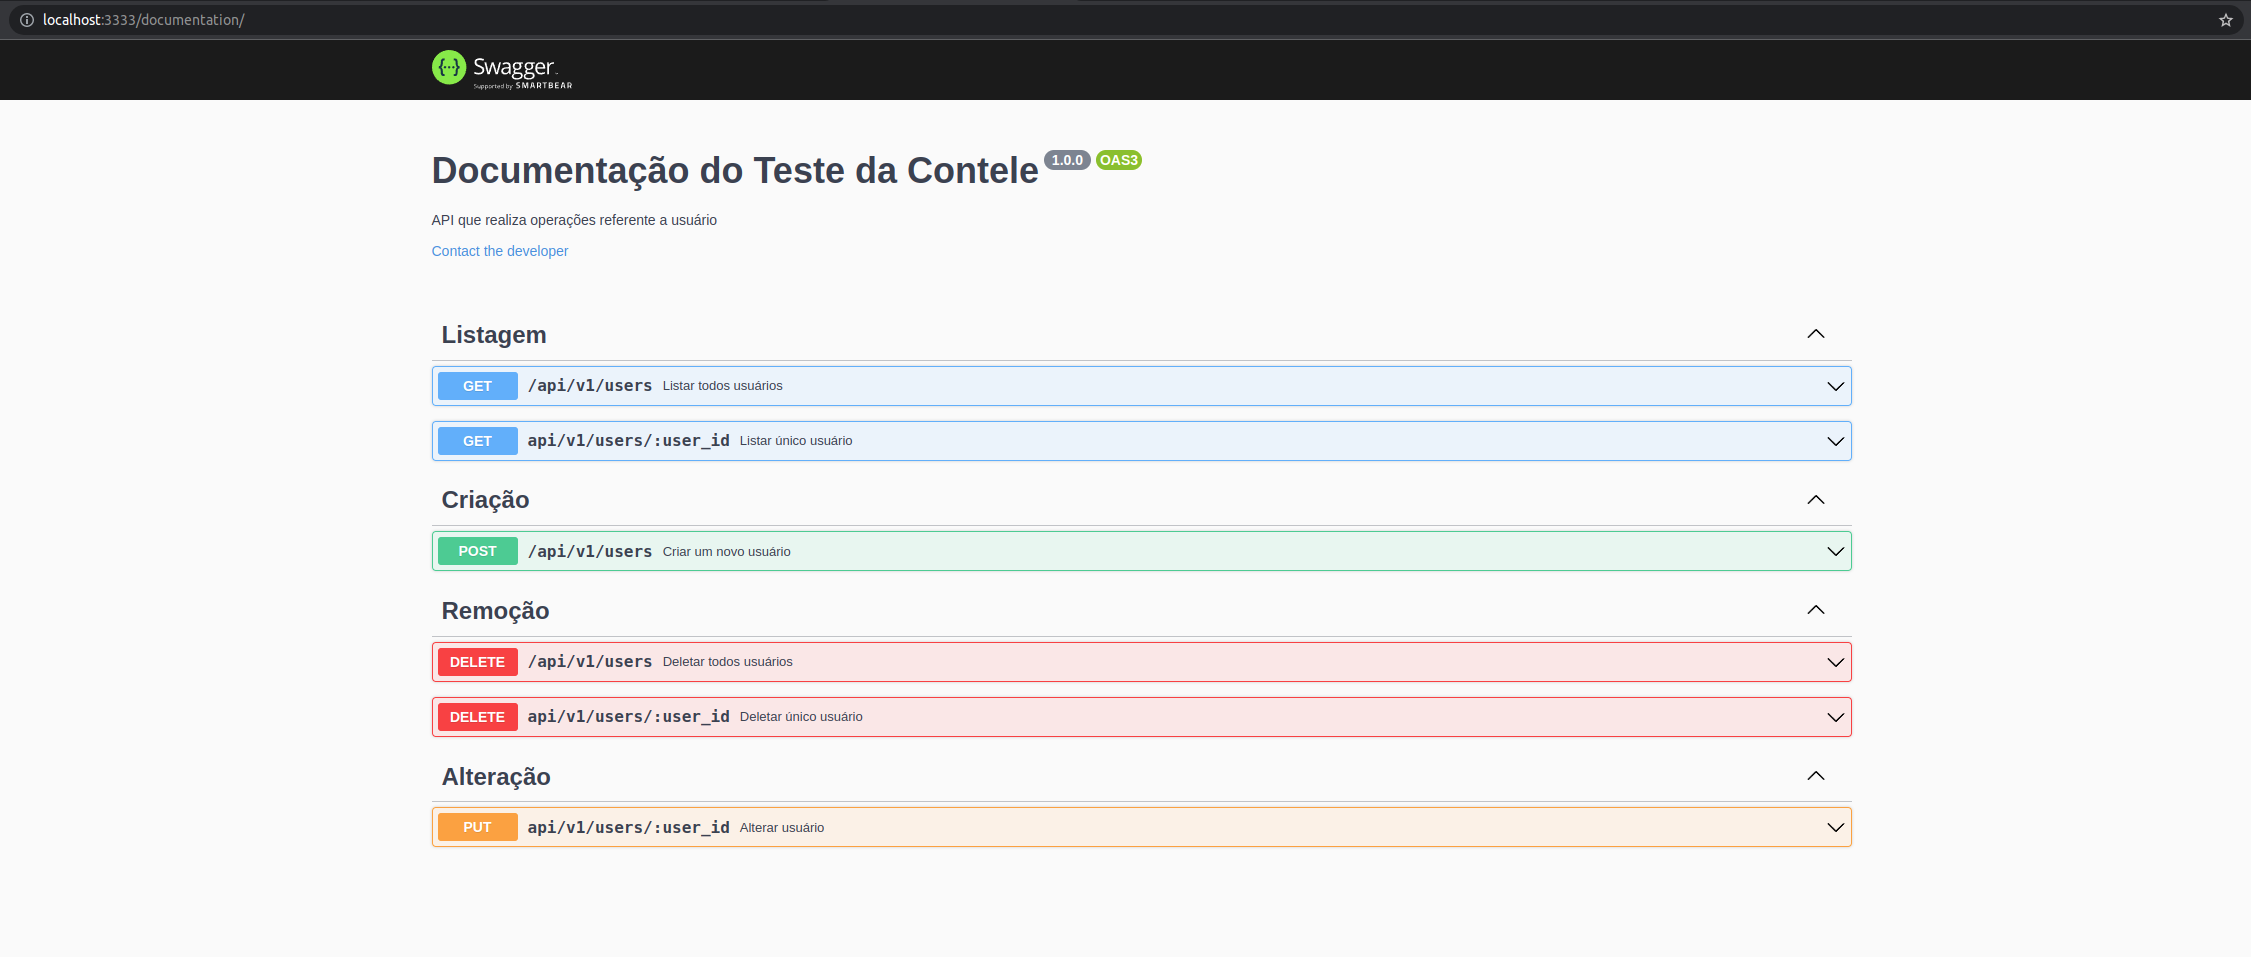 localhost:3333/documentation/
Swagger
Supported by SMARTBEAR
Documentação do Teste da Contele 1.0.0 OAS3
API que realiza operações referente a usuário
Contact the developer
Listagem
GET /api/v1/users Listar todos usuários
GET api/v1/users/:user_id Listar único usuário
Criação
POST /api/v1/users Criar um novo usuário
Remoção
DELETE /api/v1/users Deletar todos usuários
DELETE api/v1/users/:user_id Deletar único usuário
Alteração
PUT api/v1/users/:user_id Alterar usuário